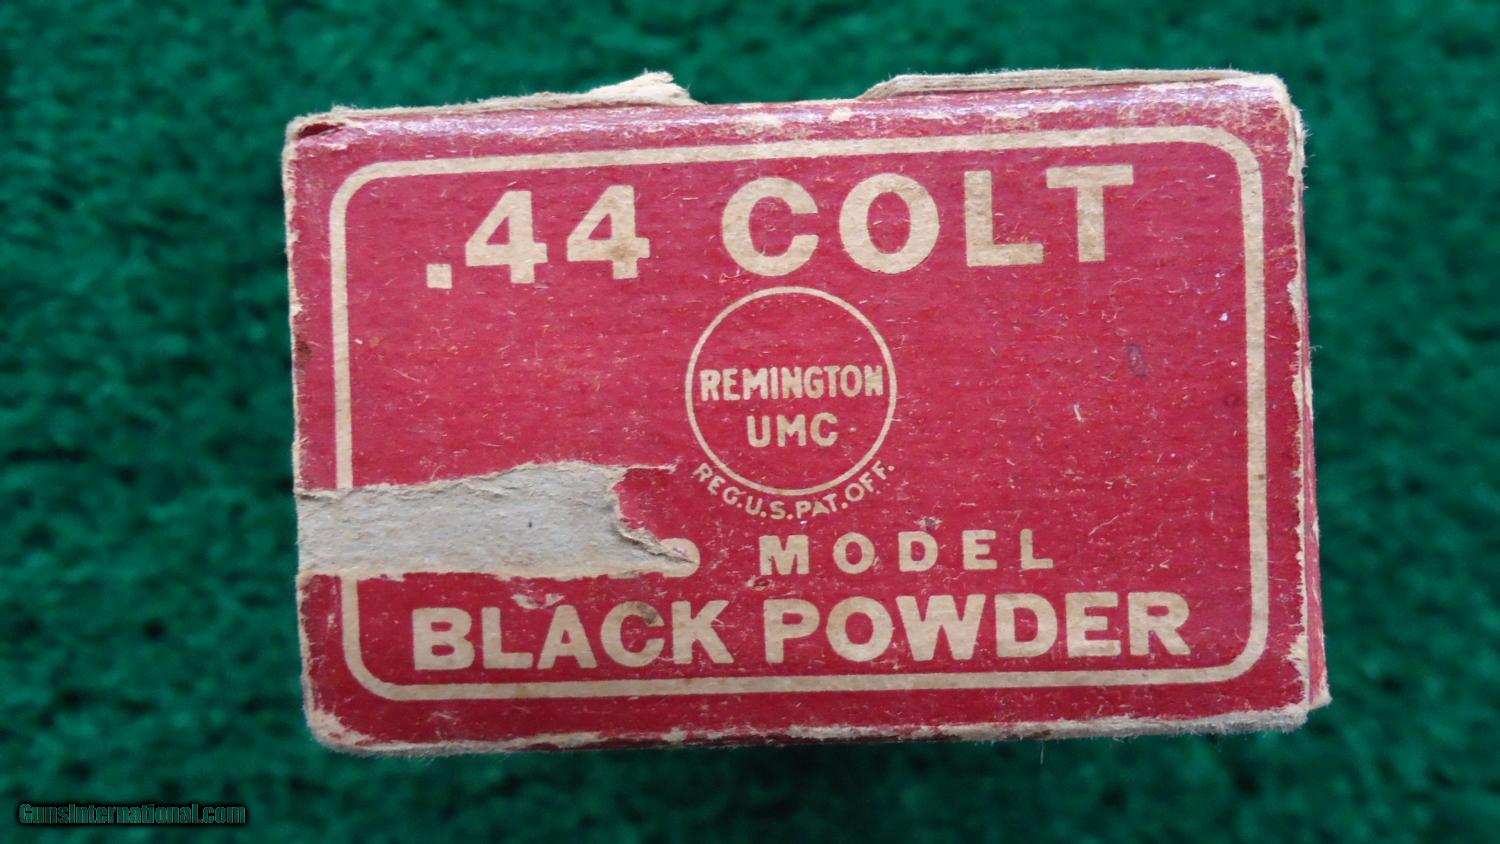 .44 COLT
REMINGTON
UMC
REG.U.S.PAT.OFF.
MODEL
BLACK POWDER
GunsInternational.com